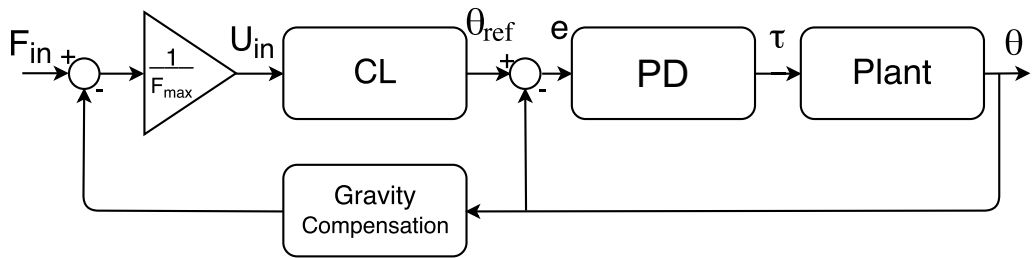 F_in
+
-
1
F_max
U_in
CL
θ_ref
+
-
e
PD
τ
Plant
θ
Gravity
Compensation